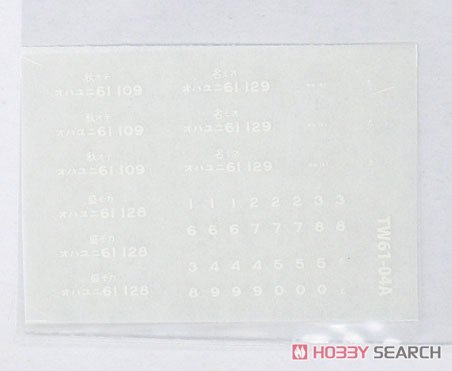 秋オテ 名ミオ
オハユニ61 109 オハユニ61 129
秋オテ 名ミオ
オハユニ61 109 オハユニ61 129
秋オテ 名ミオ
オハユニ61 109 オハユニ61 129
盛モカ 1 1 1 2 2 2 3 3
オハユニ61 128
盛モカ 6 6 6 7 7 7 8 8
オハユニ61 128
盛モカ 3 4 4 4 5 5 5
オハユニ61 128 8 9 9 9 0 0 0
TW61-04A
HOBBY SEARCH